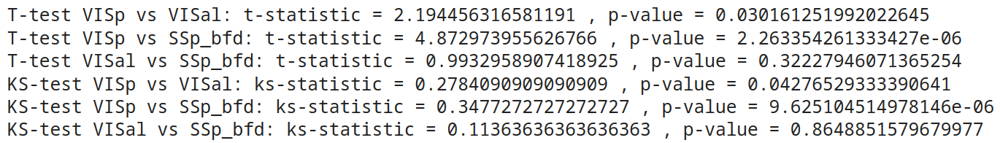 T-test VISp vs VISal: t-statistic = 2.194456316581191 , p-value = 0.030161251992022645
T-test VISp vs SSp_bfd: t-statistic = 4.872973955626766 , p-value = 2.263354261333427e-06
T-test VISal vs SSp_bfd: t-statistic = 0.9932958907418925 , p-value = 0.32227946071365254
KS-test VISp vs VISal: ks-statistic = 0.2784090909090909 , p-value = 0.04276529333390641
KS-test VISp vs SSp_bfd: ks-statistic = 0.3477272727272727 , p-value = 9.625104514978146e-06
KS-test VISal vs SSp_bfd: ks-statistic = 0.11363636363636363 , p-value = 0.8648851579679977